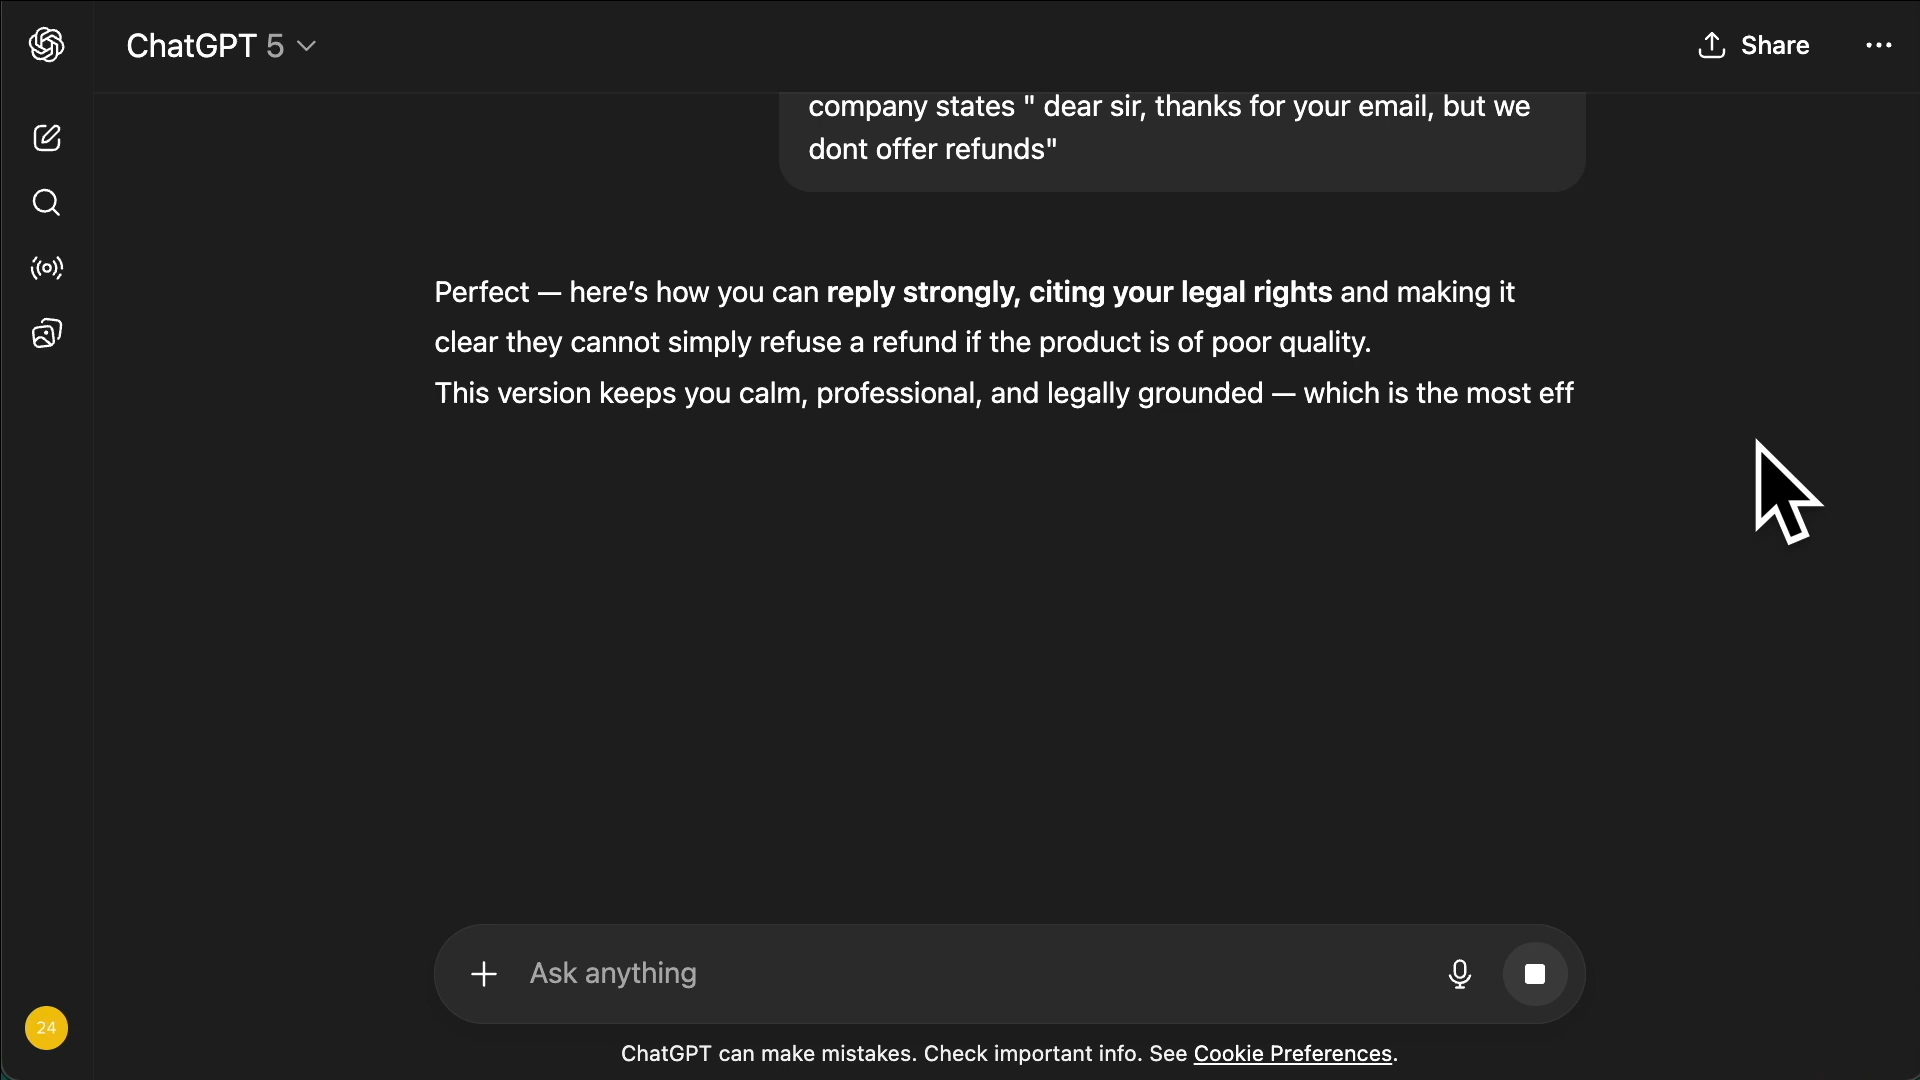 ChatGPT 5
Share
company states " dear sir, thanks for your email, but we
dont offer refunds"
Perfect — here’s how you can reply strongly, citing your legal rights and making it
clear they cannot simply refuse a refund if the product is of poor quality.
This version keeps you calm, professional, and legally grounded — which is the most eff
Ask anything
24
ChatGPT can make mistakes. Check important info. See Cookie Preferences.